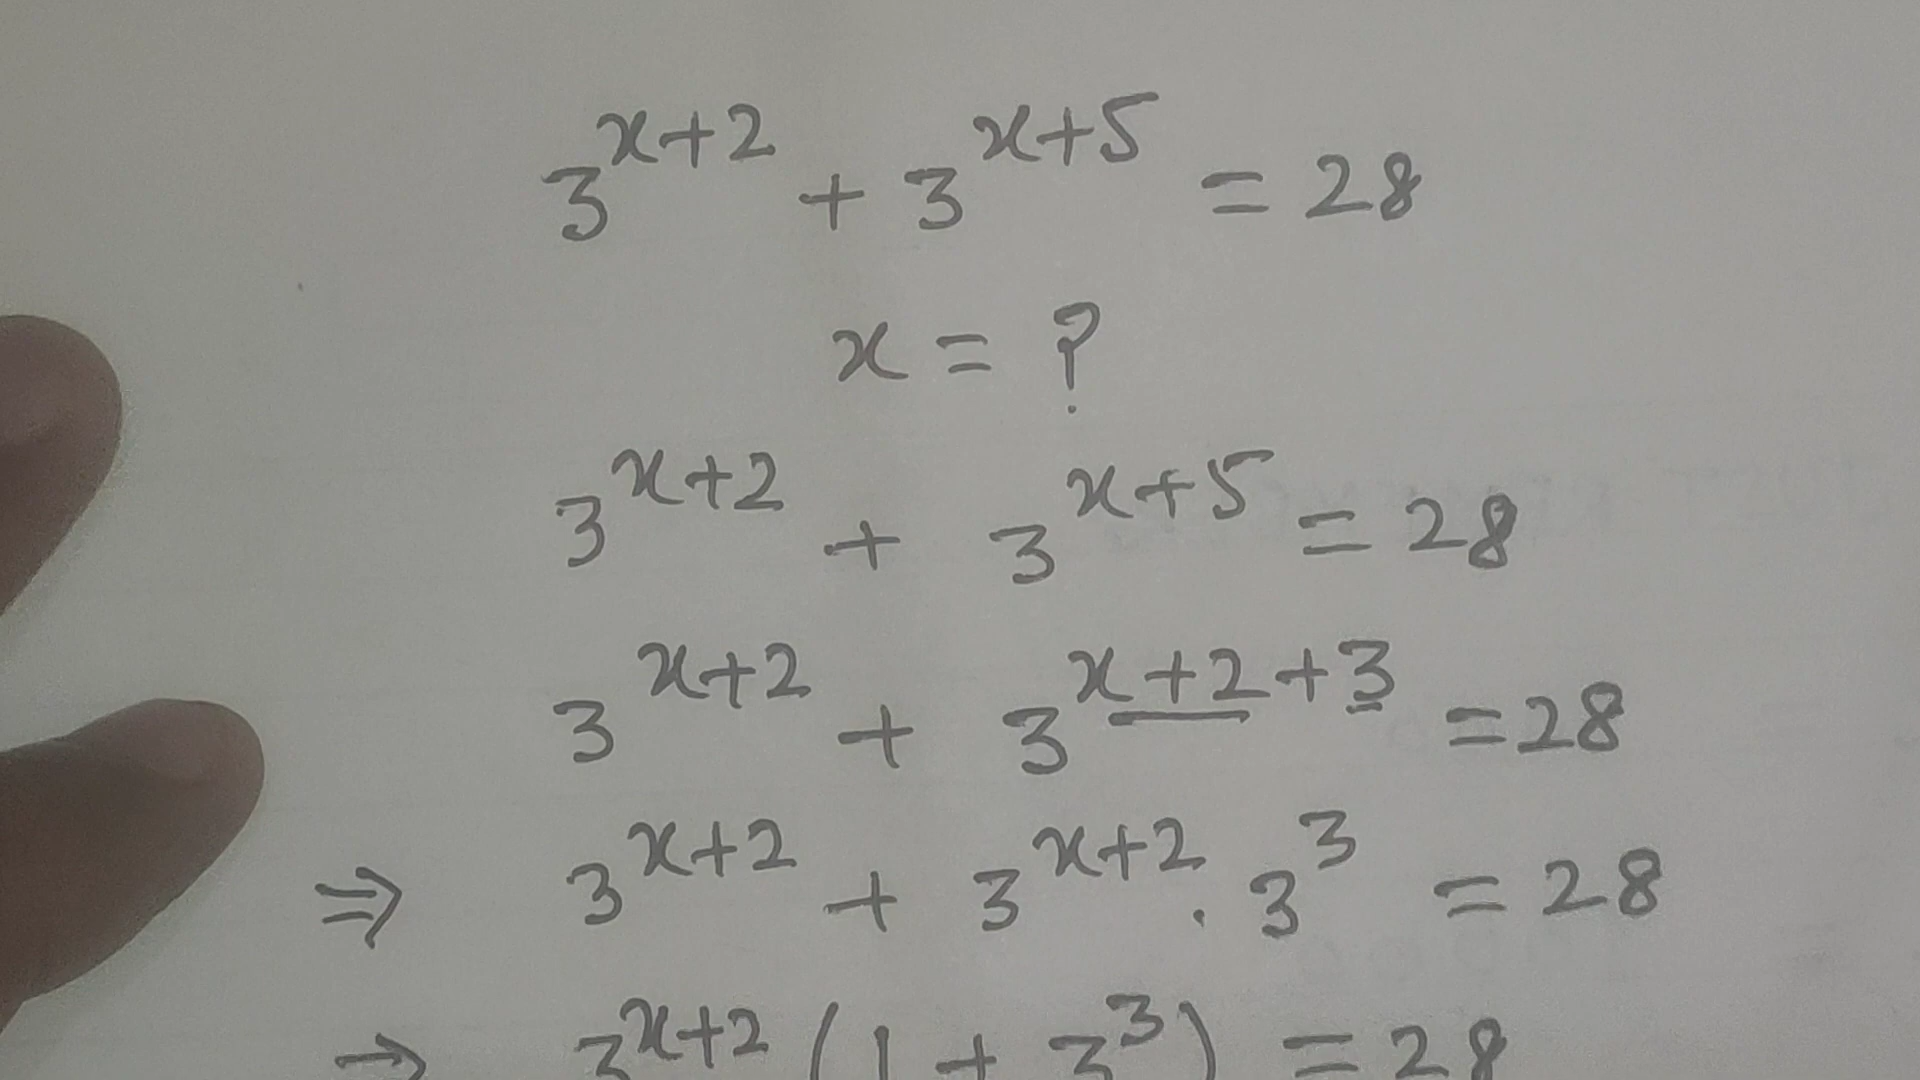 3^{x+2} + 3^{x+5} = 28
x = ?
3^{x+2} + 3^{x+5} = 28
3^{x+2} + 3^{x+2+3} = 28
⇒ 3^{x+2} + 3^{x+2} . 3^3 = 28
⇒ 3^{x+2} (1 + 3^3) = 28